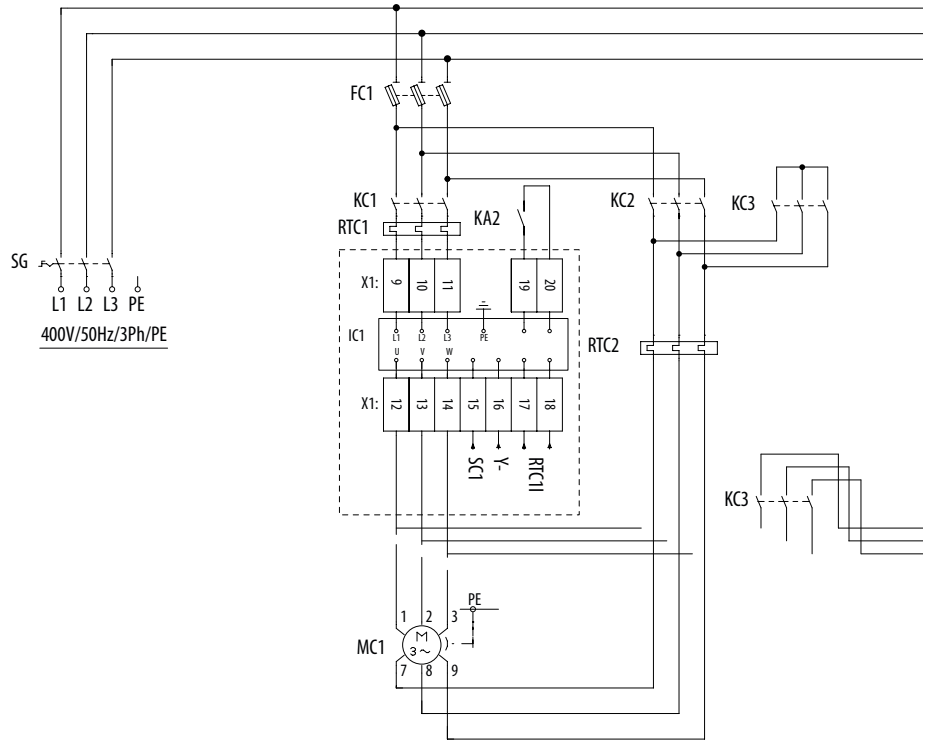 FC1
KC1
KA2
KC2
KC3
RTC1
SG
X1:
9
10
11
19
20
L1 L2 L3 PE
400V/50Hz/3Ph/PE
IC1
L1
L2
L3
PE
U
V
W
RTC2
X1:
12
13
14
15
16
17
18
SC1
Y-
RTC1I
KC3
PE
1
2
3
MC1
M
3~
7
8
9